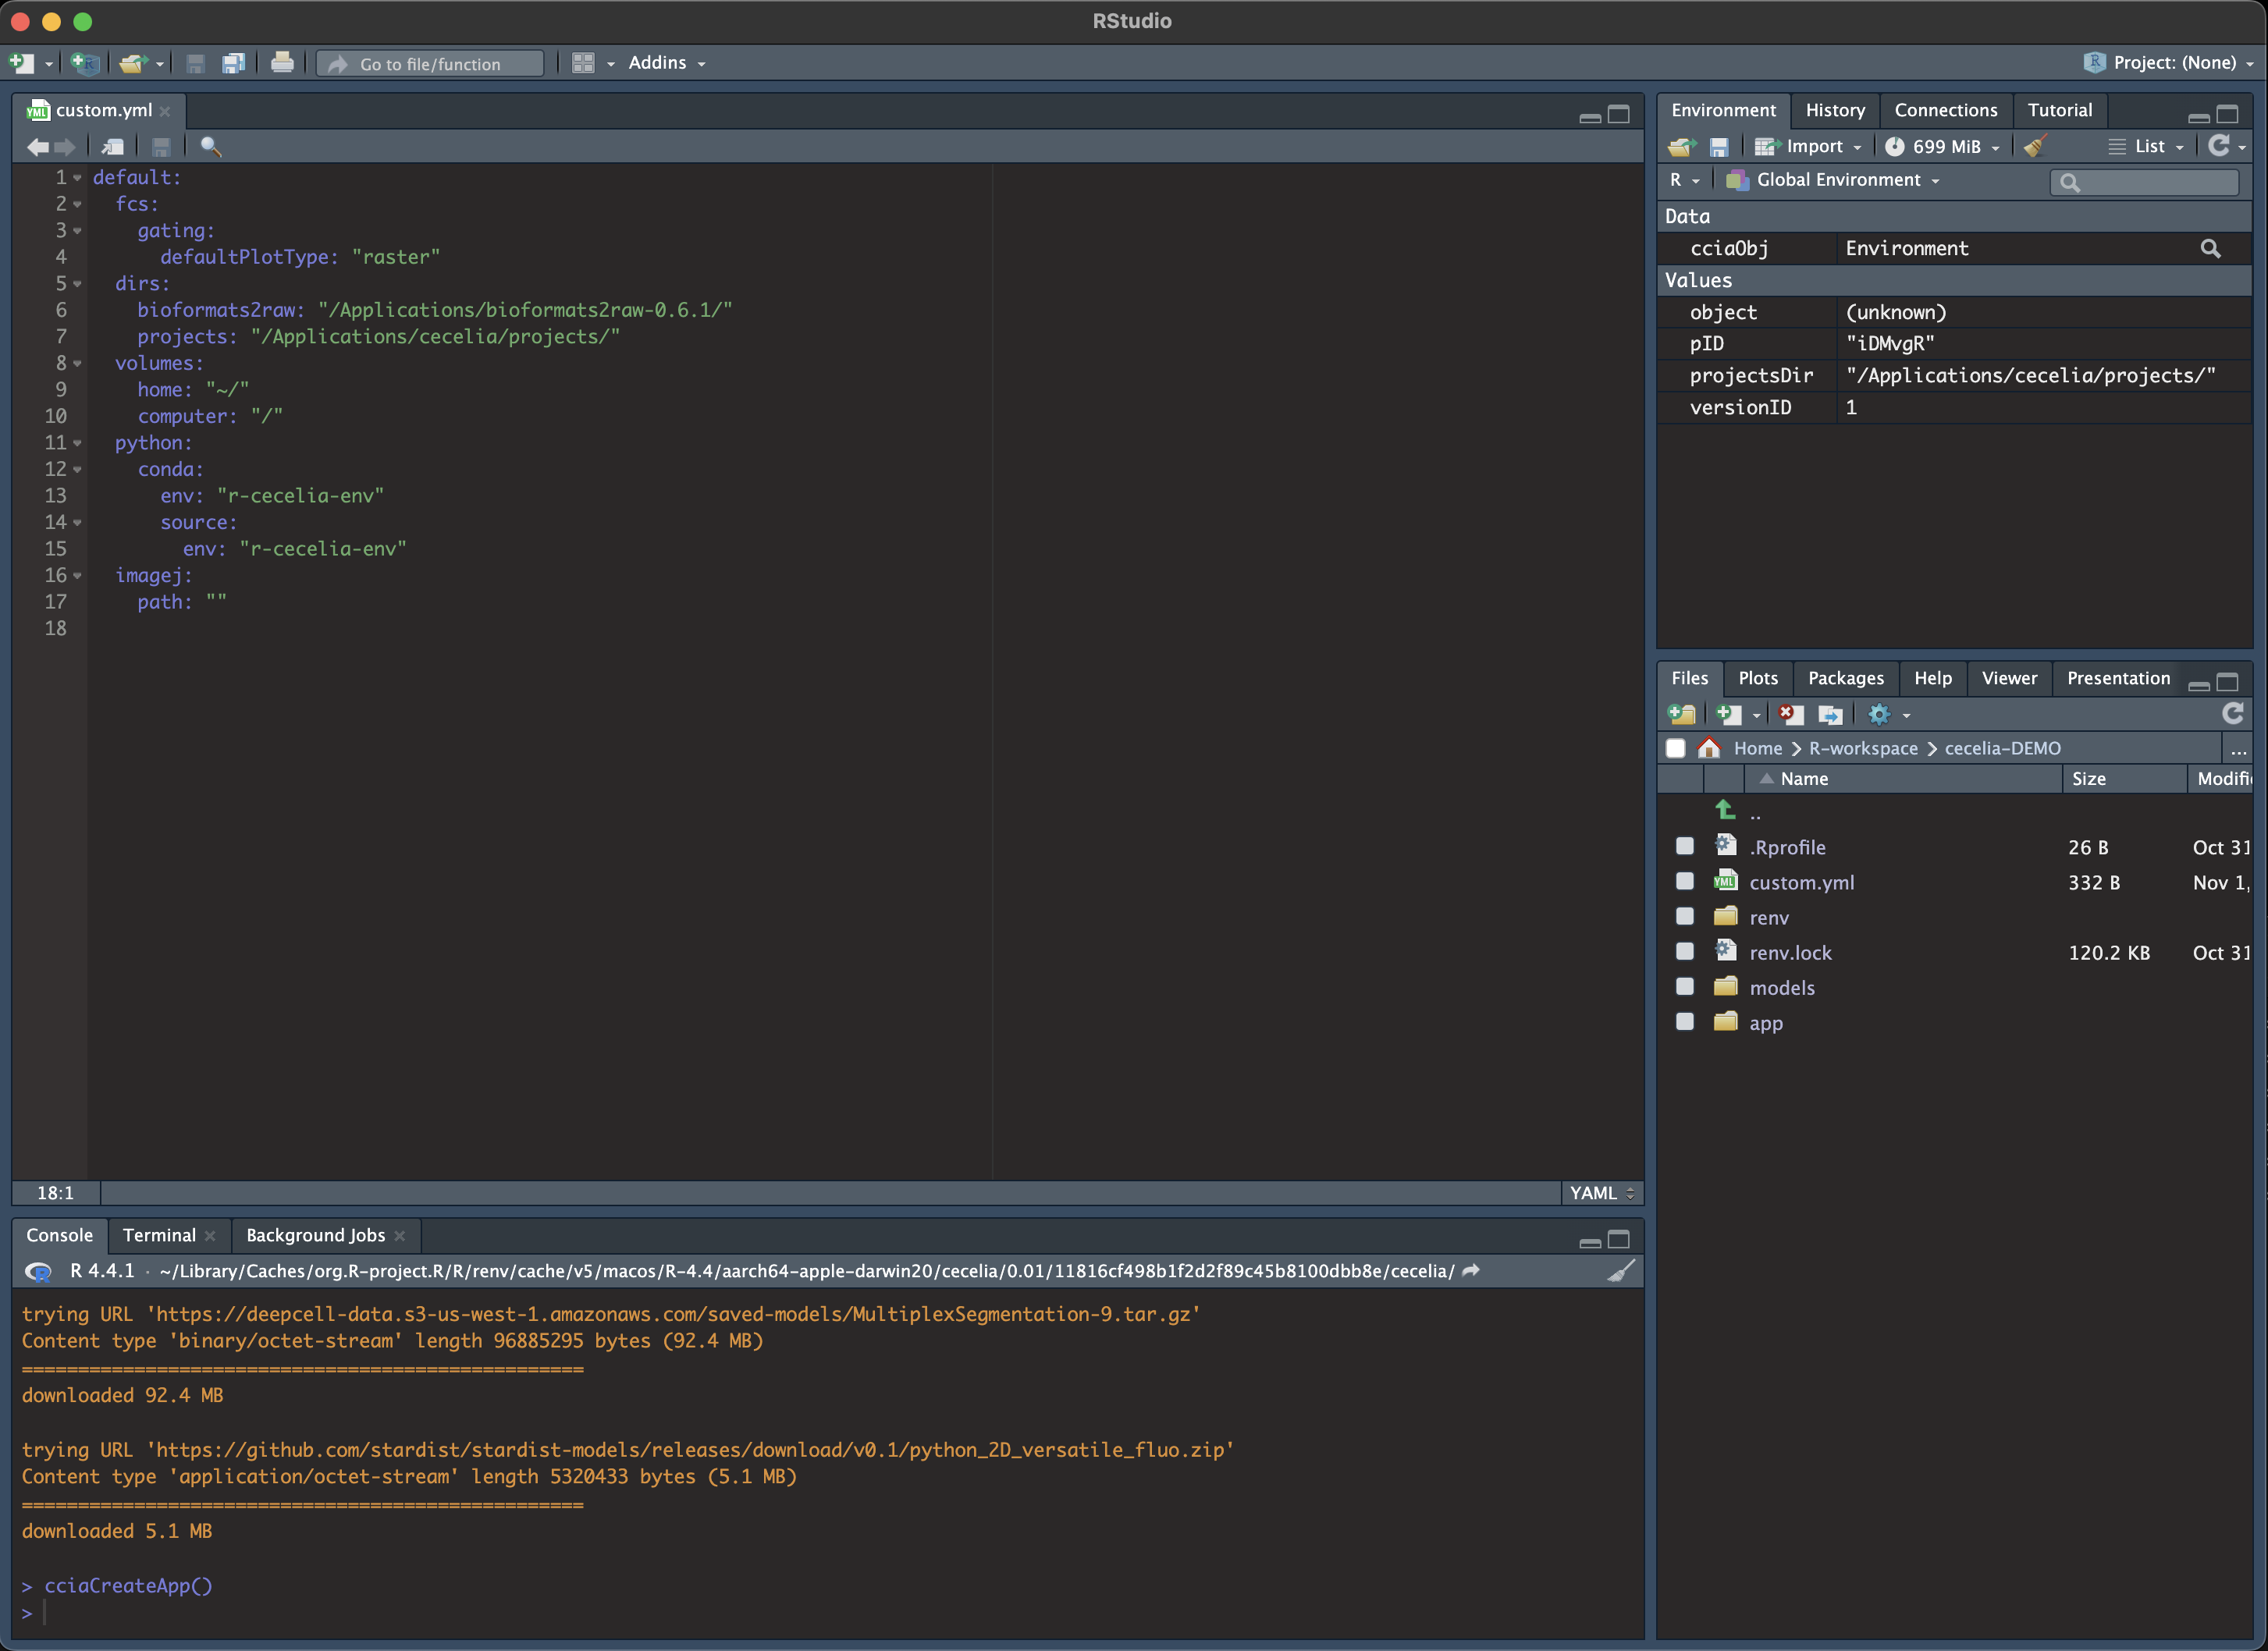 RStudio
Go to file/function
Addins
Project: (None)
custom.yml
1 default:
2 fcs:
3 gating:
4 defaultPlotType: "raster"
5 dirs:
6 bioformats2raw: "/Applications/bioformats2raw-0.6.1/"
7 projects: "/Applications/cecelia/projects/"
8 volumes:
9 home: "~/"
10 computer: "/"
11 python:
12 conda:
13 env: "r-cecelia-env"
14 source:
15 env: "r-cecelia-env"
16 imagej:
17 path: ""
18
18:1 YAML
Console Terminal Background Jobs
R 4.4.1 · ~/Library/Caches/org.R-project.R/R/renv/cache/v5/macos/R-4.4/aarch64-apple-darwin20/cecelia/0.01/11816cf498b1f2d2f89c45b8100dbb8e/cecelia/
trying URL 'https://deepcell-data.s3-us-west-1.amazonaws.com/saved-models/MultiplexSegmentation-9.tar.gz'
Content type 'binary/octet-stream' length 96885295 bytes (92.4 MB)
==================================================
downloaded 92.4 MB
trying URL 'https://github.com/stardist/stardist-models/releases/download/v0.1/python_2D_versatile_fluo.zip'
Content type 'application/octet-stream' length 5320433 bytes (5.1 MB)
==================================================
downloaded 5.1 MB
> cciaCreateApp()
>
Environment History Connections Tutorial
Import 699 MiB List
R Global Environment
Data
cciaObj Environment
Values
object (unknown)
pID "iDMvgR"
projectsDir "/Applications/cecelia/projects/"
versionID 1
Files Plots Packages Help Viewer Presentation
Home R-workspace cecelia-DEMO ...
Name Size Modifi
..
.Rprofile 26 B Oct 31
custom.yml 332 B Nov 1,
renv
renv.lock 120.2 KB Oct 31
models
app